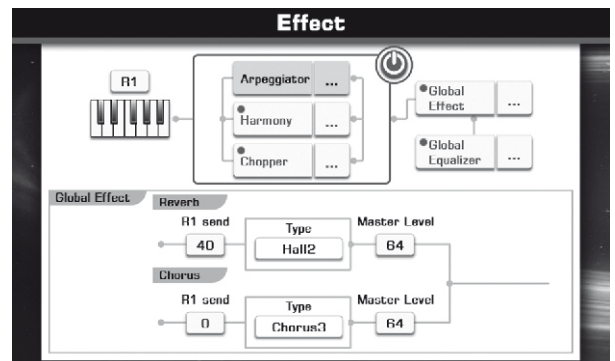 Effect
R1
Arpeggiator ...
Harmony ...
Chopper ...
Global
Effect ...
Global
Equalizer ...
Global Effect
Reverb
R1 send
40
Type
Hall2
Master Level
64
Chorus
R1 send
0
Type
Chorus3
Master Level
64